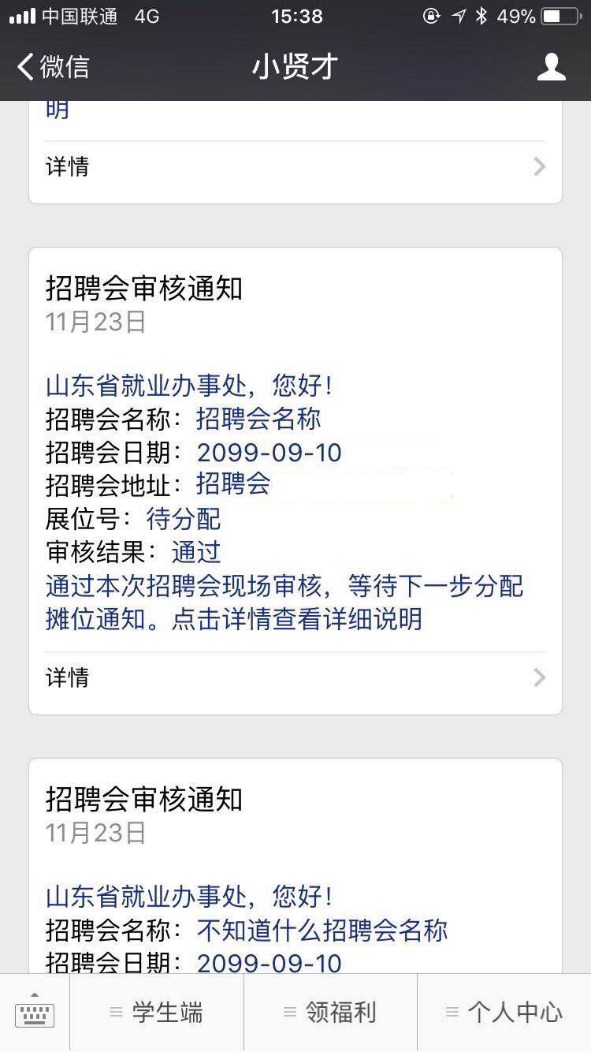 中国联通 4G 15:38 49%
微信 小贤才
明
详情
招聘会审核通知
11月23日
山东省就业办事处，您好！
招聘会名称：招聘会名称
招聘会日期：2099-09-10
招聘会地址：招聘会
展位号：待分配
审核结果：通过
通过本次招聘会现场审核，等待下一步分配
摊位通知。点击详情查看详细说明
详情
招聘会审核通知
11月23日
山东省就业办事处，您好！
招聘会名称：不知道什么招聘会名称
招聘会日期：2099-09-10
学生端 领福利 个人中心